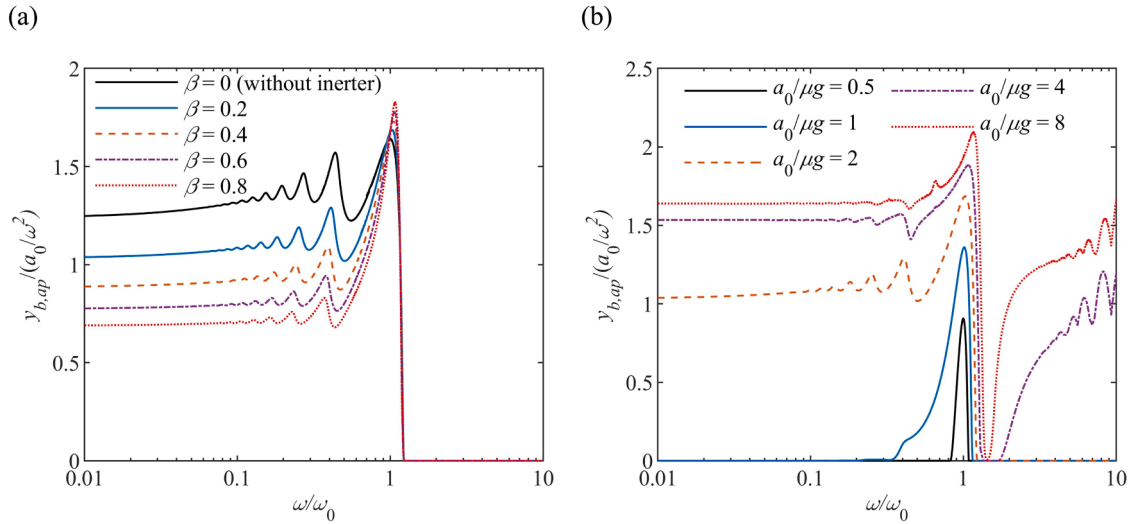 (a)
2
1.5
1
0.5
0
0.01
0.1
1
10
y_{b,ap}/(a_0/ω^2)
ω/ω_0
β = 0 (without inerter)
β = 0.2
β = 0.4
β = 0.6
β = 0.8
(b)
2.5
2
1.5
1
0.5
0
0.01
0.1
1
10
y_{b,ap}/(a_0/ω^2)
ω/ω_0
a_0/μg = 0.5
a_0/μg = 1
a_0/μg = 2
a_0/μg = 4
a_0/μg = 8